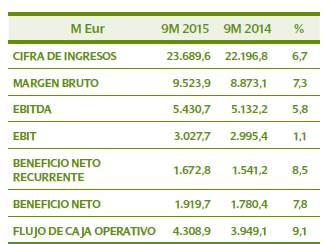 M Eur 9M 2015 9M 2014 %
CIFRA DE INGRESOS 23.689,6 22.196,8 6,7
MARGEN BRUTO 9.523,9 8.873,1 7,3
EBITDA 5.430,7 5.132,2 5,8
EBIT 3.027,7 2.995,4 1,1
BENEFICIO NETO
RECURRENTE 1.672,8 1.541,2 8,5
BENEFICIO NETO 1.919,7 1.780,4 7,8
FLUJO DE CAJA OPERATIVO 4.308,9 3.949,1 9,1